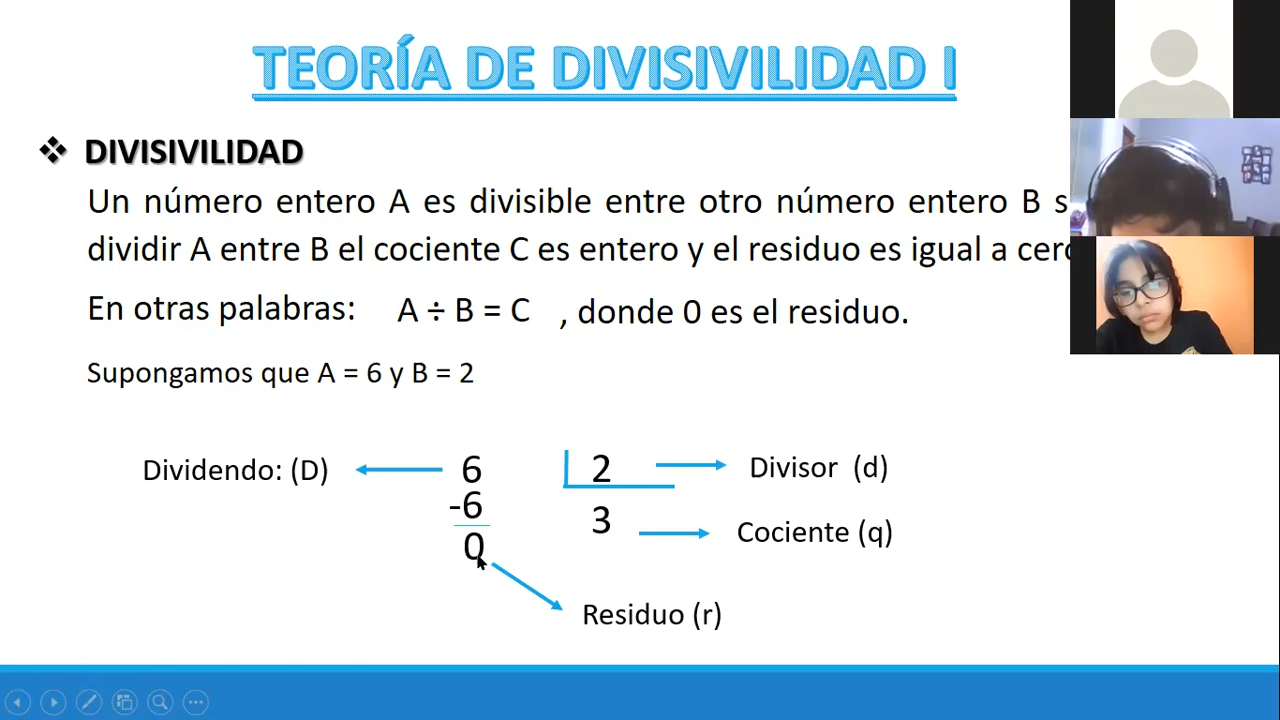 TEORÍA DE DIVISIVILIDAD I
❖ DIVISIVILIDAD
Un número entero A es divisible entre otro número entero B
dividir A entre B el cociente C es entero y el residuo es igual a
En otras palabras: A ÷ B = C , donde 0 es el residuo.
Supongamos que A = 6 y B = 2
Dividendo: (D) 6 2 Divisor (d)
-6
3 Cociente (q)
0
Residuo (r)